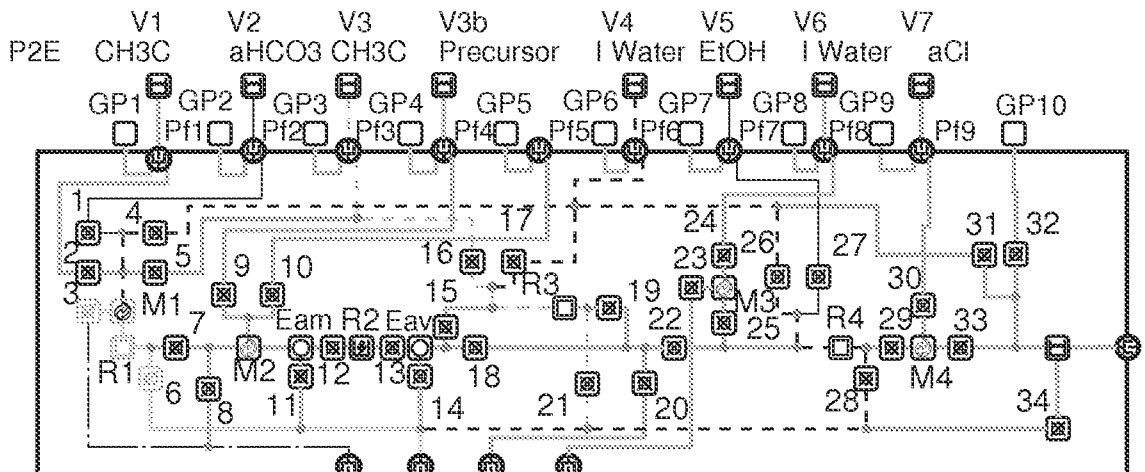 V1 V2 V3 V3b V4 V5 V6 V7
P2E CH3C aHCO3 CH3C Precursor I Water EtOH I Water aCl
GP1 GP2 GP3 GP4 GP5 GP6 GP7 GP8 GP9 GP10
Pf1 Pf2 Pf3 Pf4 Pf5 Pf6 Pf7 Pf8 Pf9
1 4 17 24 31 32
2 5 16 23 26 27
3 M1 9 10 15 R3 M3 30
7 Eam R2 Eav 19 22 25 R4 29 33
R1 M2 12 13 18 M4
6 8 11 14 21 20 28 34